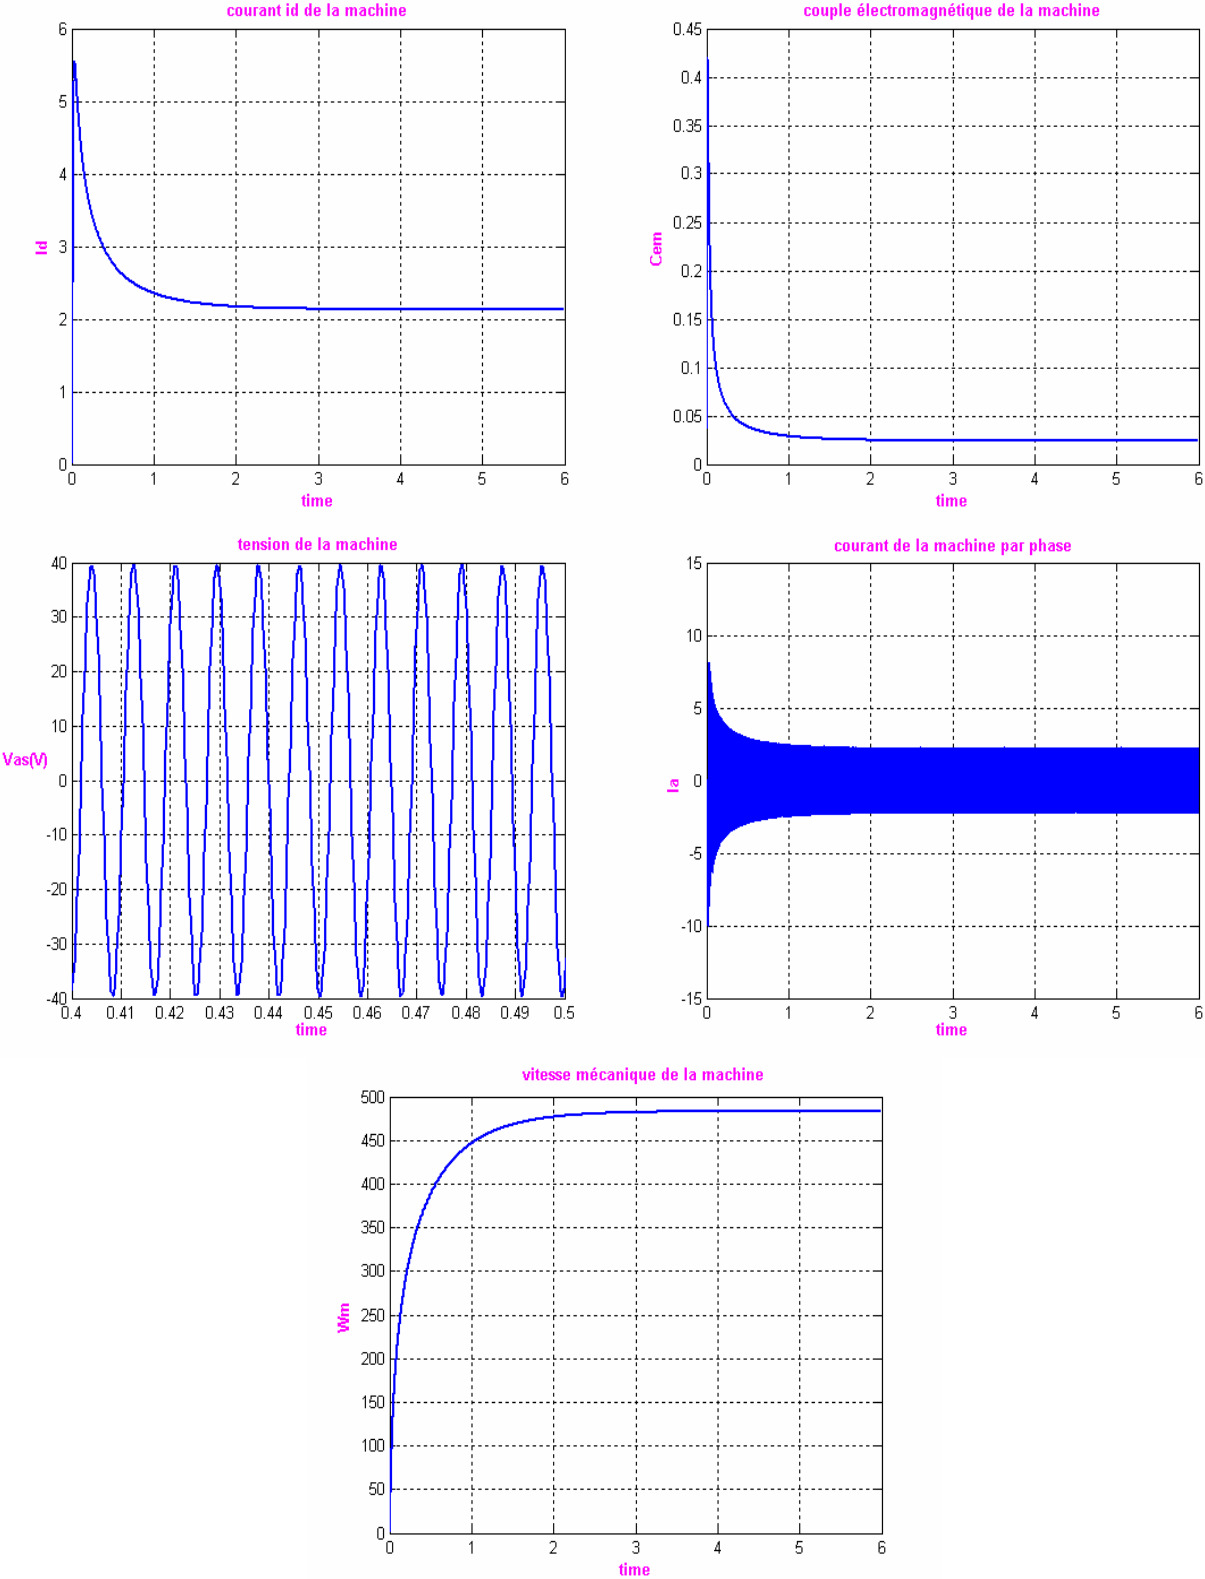 courant id de la machine
6
5
4
3
2
1
0
Id
0 1 2 3 4 5 6
time
couple électromagnétique de la machine
0.45
0.4
0.35
0.3
0.25
0.2
0.15
0.1
0.05
0
Cem
0 1 2 3 4 5 6
time
tension de la machine
40
30
20
10
0
-10
-20
-30
-40
Vas(V)
0.4 0.41 0.42 0.43 0.44 0.45 0.46 0.47 0.48 0.49 0.5
time
courant de la machine par phase
15
10
5
0
-5
-10
-15
Ia
0 1 2 3 4 5 6
time
vitesse mécanique de la machine
500
450
400
350
300
250
200
150
100
50
0
Wm
0 1 2 3 4 5 6
time